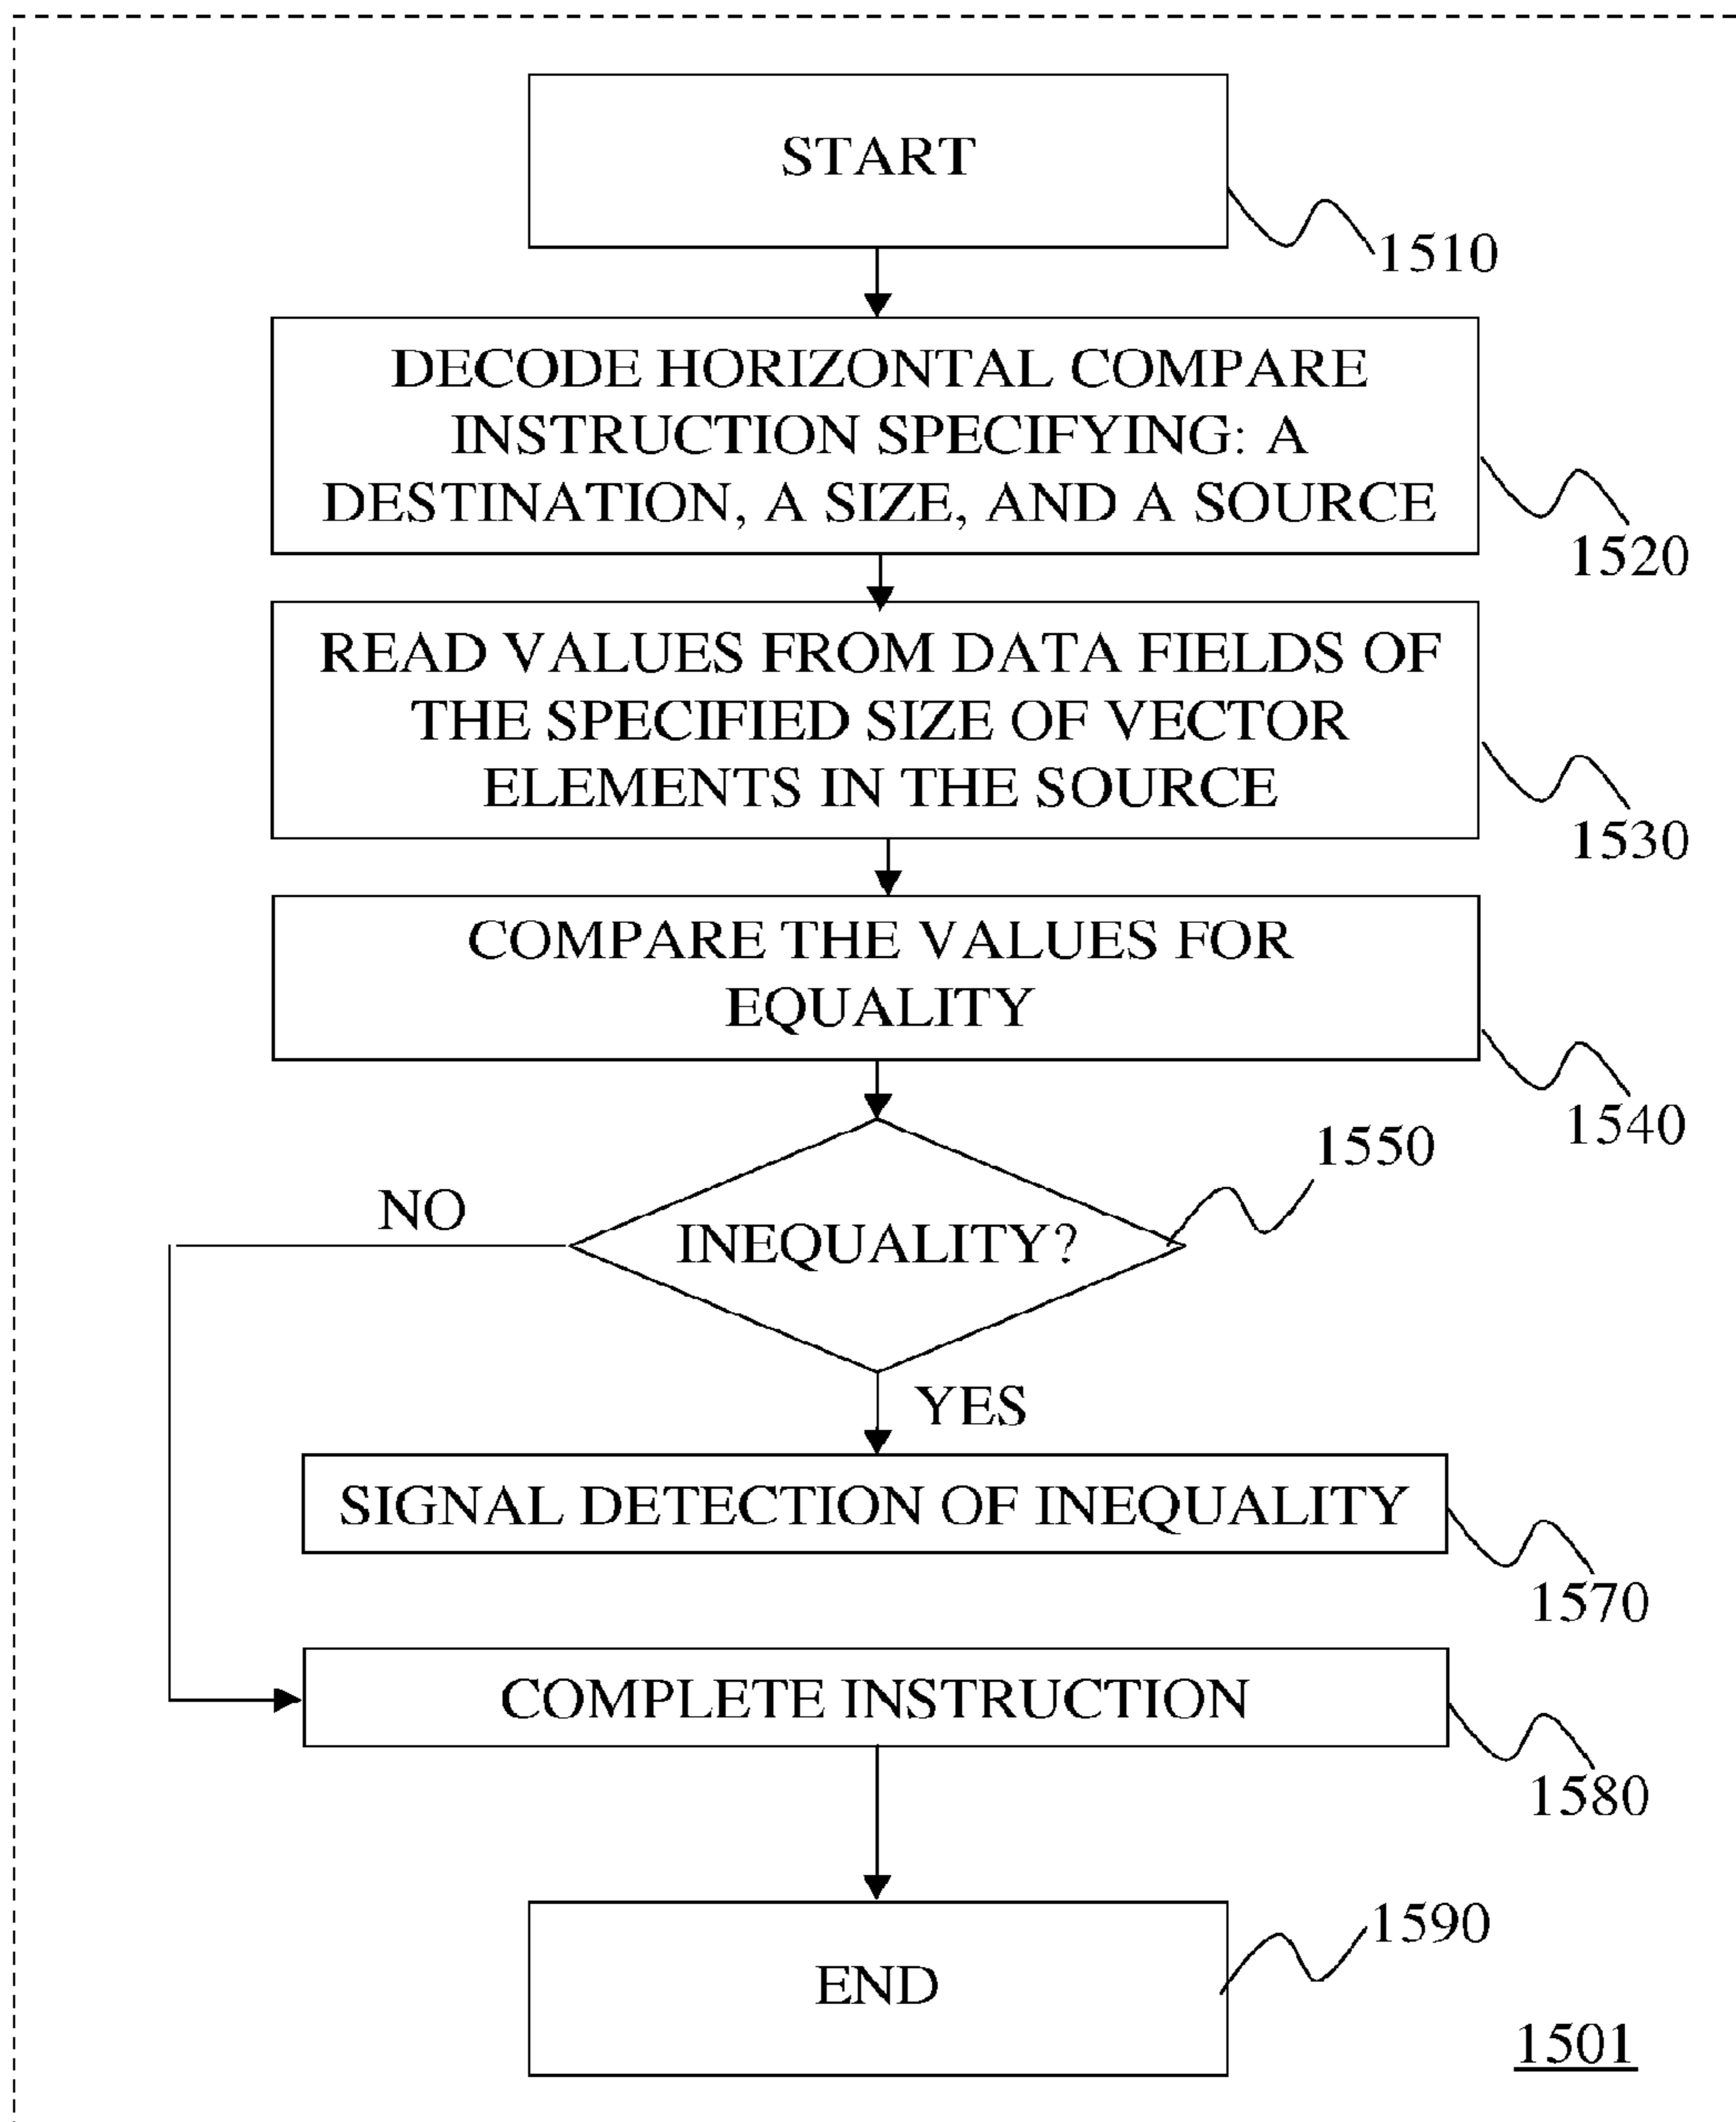 START
1510
DECODE HORIZONTAL COMPARE
INSTRUCTION SPECIFYING: A
DESTINATION, A SIZE, AND A SOURCE
1520
READ VALUES FROM DATA FIELDS OF
THE SPECIFIED SIZE OF VECTOR
ELEMENTS IN THE SOURCE
1530
COMPARE THE VALUES FOR
EQUALITY
1540
1550
NO
INEQUALITY?
YES
SIGNAL DETECTION OF INEQUALITY
1570
COMPLETE INSTRUCTION
1580
1590
END
1501